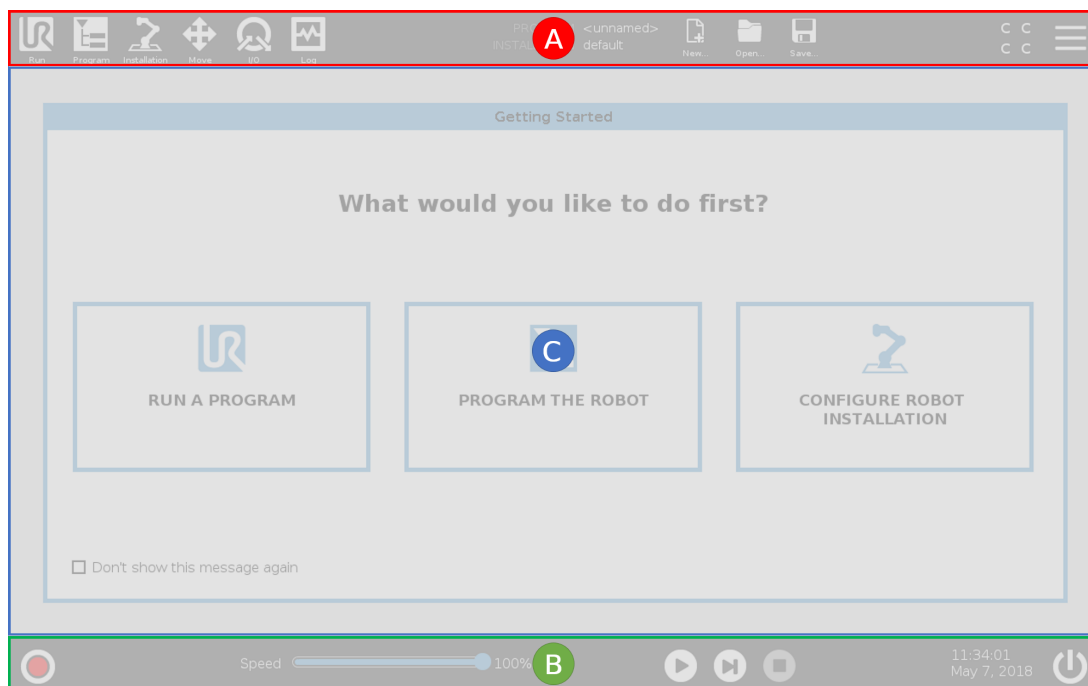 <unnamed>
default
C C
C C
Run
Program
Installation
Move
I/O
Log
New...
Open...
Save...
A
Getting Started
What would you like to do first?
C
RUN A PROGRAM
PROGRAM THE ROBOT
CONFIGURE ROBOT
INSTALLATION
Don't show this message again
Speed
100%
B
11:34:01
May 7, 2018